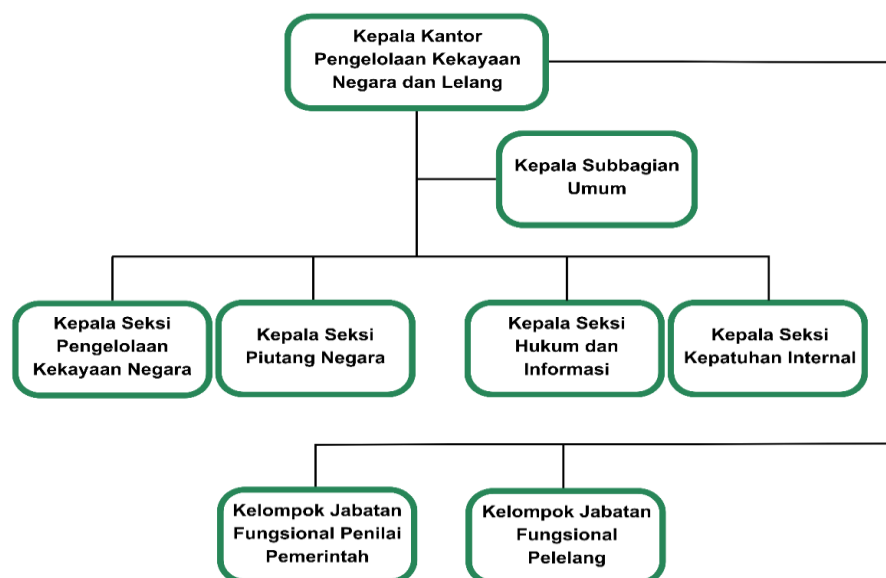 Kepala Kantor
Pengelolaan Kekayaan
Negara dan Lelang
Kepala Subbagian
Umum
Kepala Seksi
Pengelolaan
Kekayaan Negara
Kepala Seksi
Piutang Negara
Kepala Seksi
Hukum dan
Informasi
Kepala Seksi
Kepatuhan Internal
Kelompok Jabatan
Fungsional Penilai
Pemerintah
Kelompok Jabatan
Fungsional
Pelelang